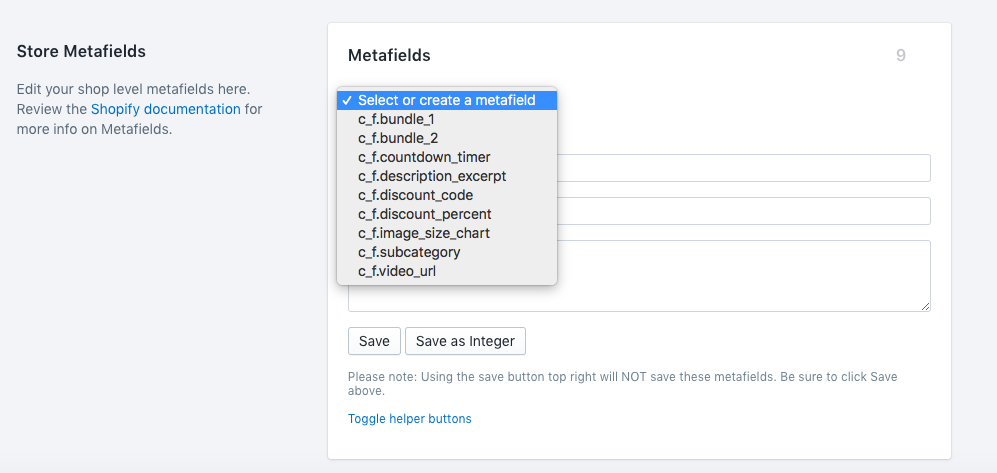 Store Metafields
Edit your shop level metafields here.
Review the Shopify documentation for
more info on Metafields.
Metafields
9
✓ Select or create a metafield
c_f.bundle_1
c_f.bundle_2
c_f.countdown_timer
c_f.description_excerpt
c_f.discount_code
c_f.discount_percent
c_f.image_size_chart
c_f.subcategory
c_f.video_url
Save
Save as Integer
Please note: Using the save button top right will NOT save these metafields. Be sure to click Save
above.
Toggle helper buttons